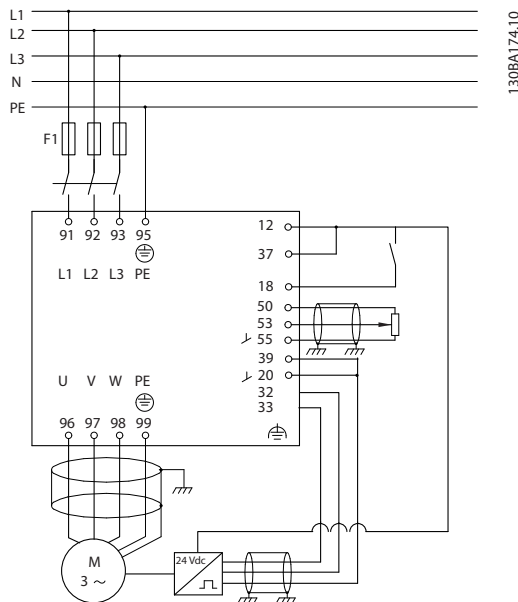 L1
L2
L3
N
PE
130BA174.10
F1
91 92 93 95
L1 L2 L3 PE
12
37
18
50
53
55
39
20
32
33
U V W PE
96 97 98 99
M
3 ~
24 Vdc